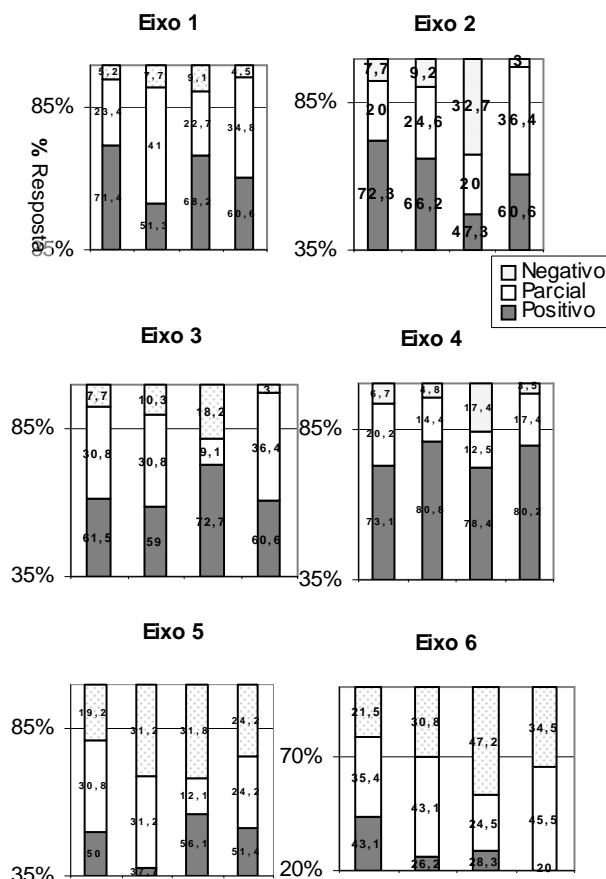 Eixo 1
5,2 7,7 9,1 4,5
85%
23,4 41 22,7 34,8
% Resposta
71,4 51,3 68,2 60,6
Eixo 2
7,7 9,2 32,7 3
85%
20 24,6 20 36,4
72,3 66,2 47,3 60,6
35%
Negativo
Parcial
Positivo
Eixo 3
7,7 10,3 18,2 3
85%
30,8 30,8 9,1 36,4
61,5 59 72,7 60,6
35%
Eixo 4
6,7 4,8 17,4 3,5
85%
20,2 14,4 12,5 17,4
73,1 80,8 78,4 80,2
35%
Eixo 5
19,2 31,2 31,8 24,2
85%
30,8 31,2 12,1 24,2
50 37,7 56,1 51,4
35%
Eixo 6
21,5 30,8 47,2 34,5
70%
35,4 43,1 24,5 45,5
43,1 26,2 28,3 20
20%